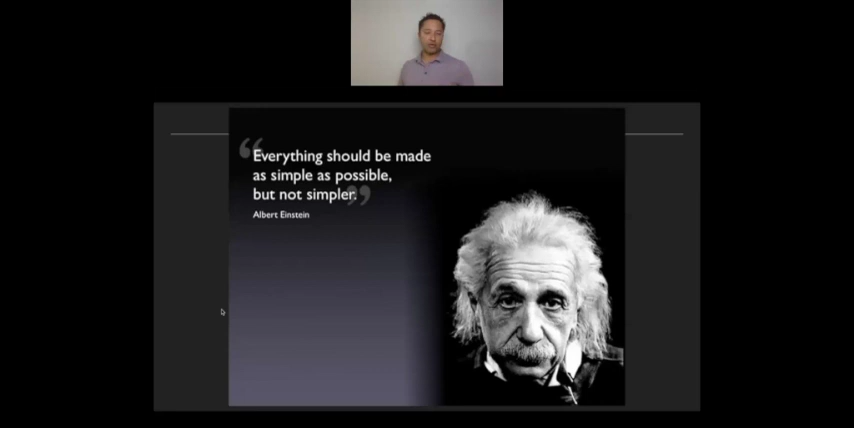 “Everything should be made
as simple as possible,
but not simpler.”
Albert Einstein